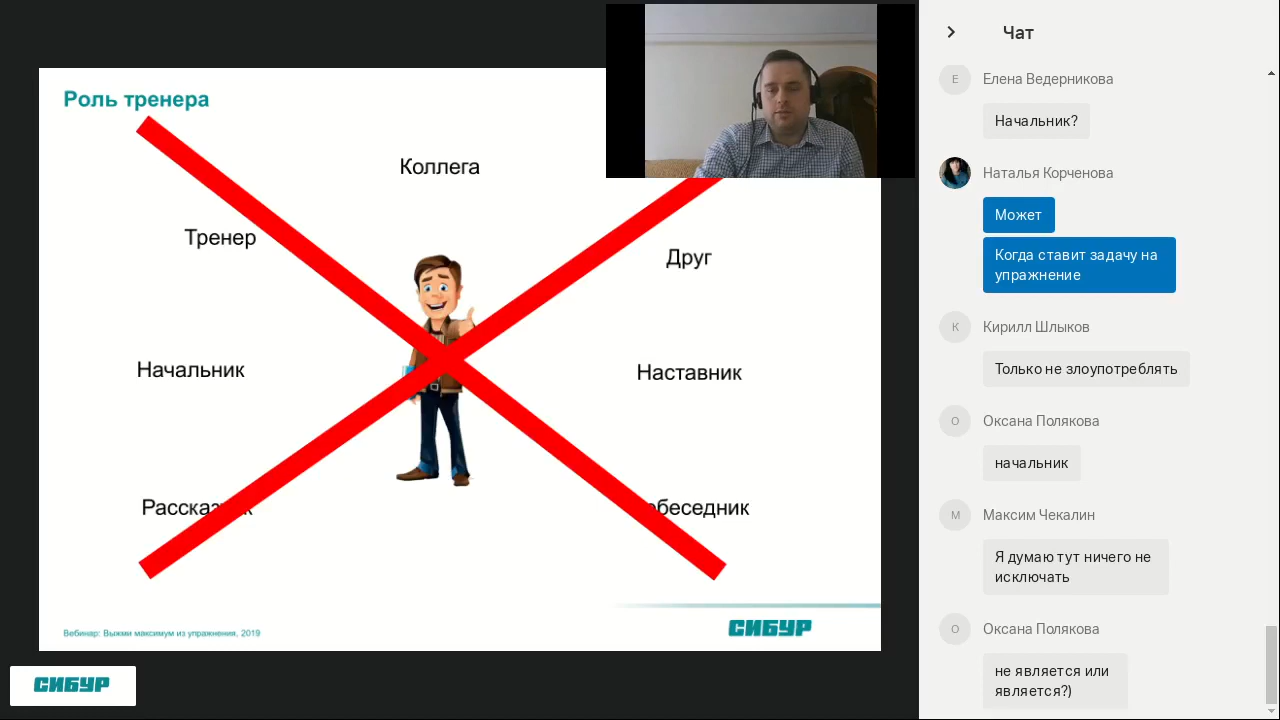 Роль тренера
Коллега
Тренер
Друг
Начальник
Наставник
Вебинар: Выжми максимум из упражнения, 2019
СИБУР
СИБУР
Чат
Е
Елена Ведерникова
Начальник?
Наталья Корченова
Может
Когда ставит задачу на
упражнение
К
Кирилл Шлыков
Только не злоупотреблять
О
Оксана Полякова
начальник
М
Максим Чекалин
Я думаю тут ничего не
исключать
О
Оксана Полякова
не является или
является?)